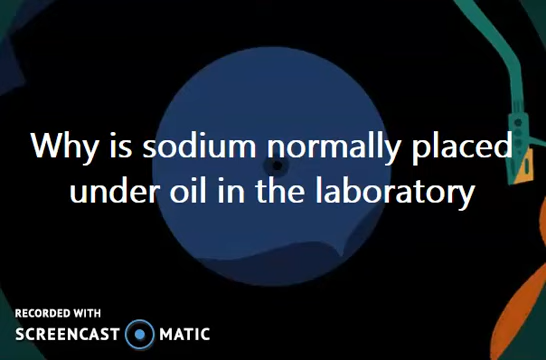 Why is sodium normally placed
under oil in the laboratory
RECORDED WITH
SCREENCAST MATIC